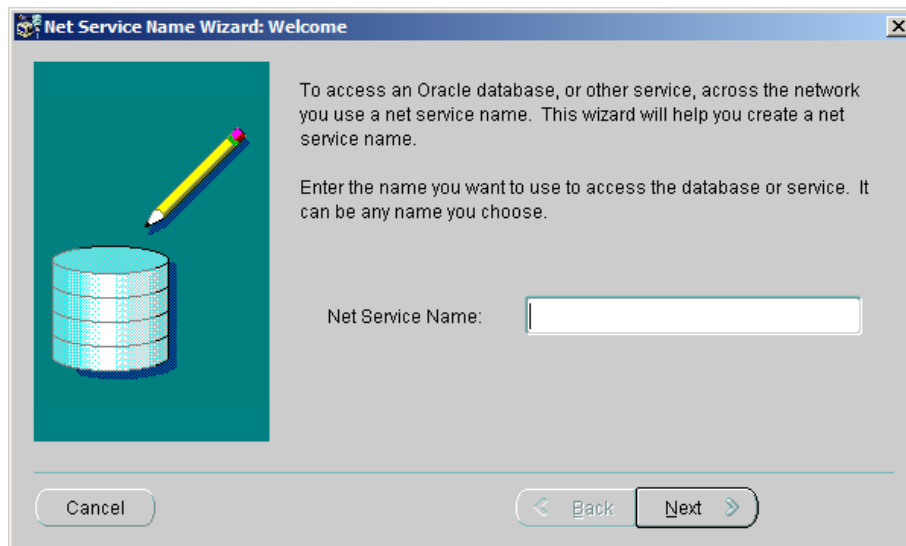 Net Service Name Wizard: Welcome
To access an Oracle database, or other service, across the network
you use a net service name. This wizard will help you create a net
service name.
Enter the name you want to use to access the database or service. It
can be any name you choose.
Net Service Name:
Cancel
Back
Next